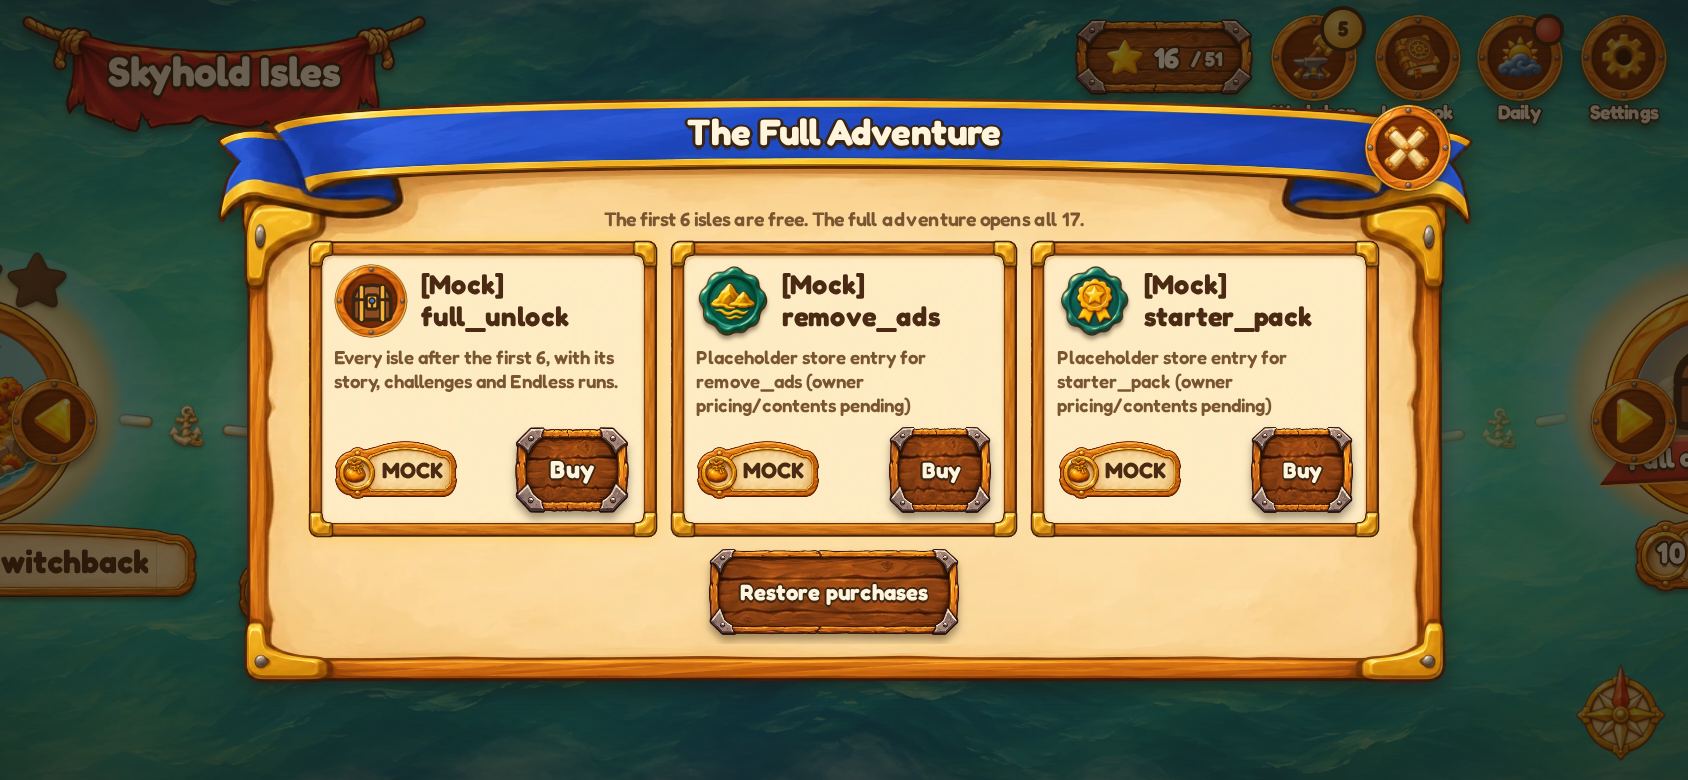 Skyhold Isles
16 /51
5
Daily
Settings
The Full Adventure
The first 6 isles are free. The full adventure opens all 17.
[Mock]
full_unlock
Every isle after the first 6, with its
story, challenges and Endless runs.
MOCK
Buy
[Mock]
remove_ads
Placeholder store entry for
remove_ads (owner
pricing/contents pending)
MOCK
Buy
[Mock]
starter_pack
Placeholder store entry for
starter_pack (owner
pricing/contents pending)
MOCK
Buy
Restore purchases
witchback
10